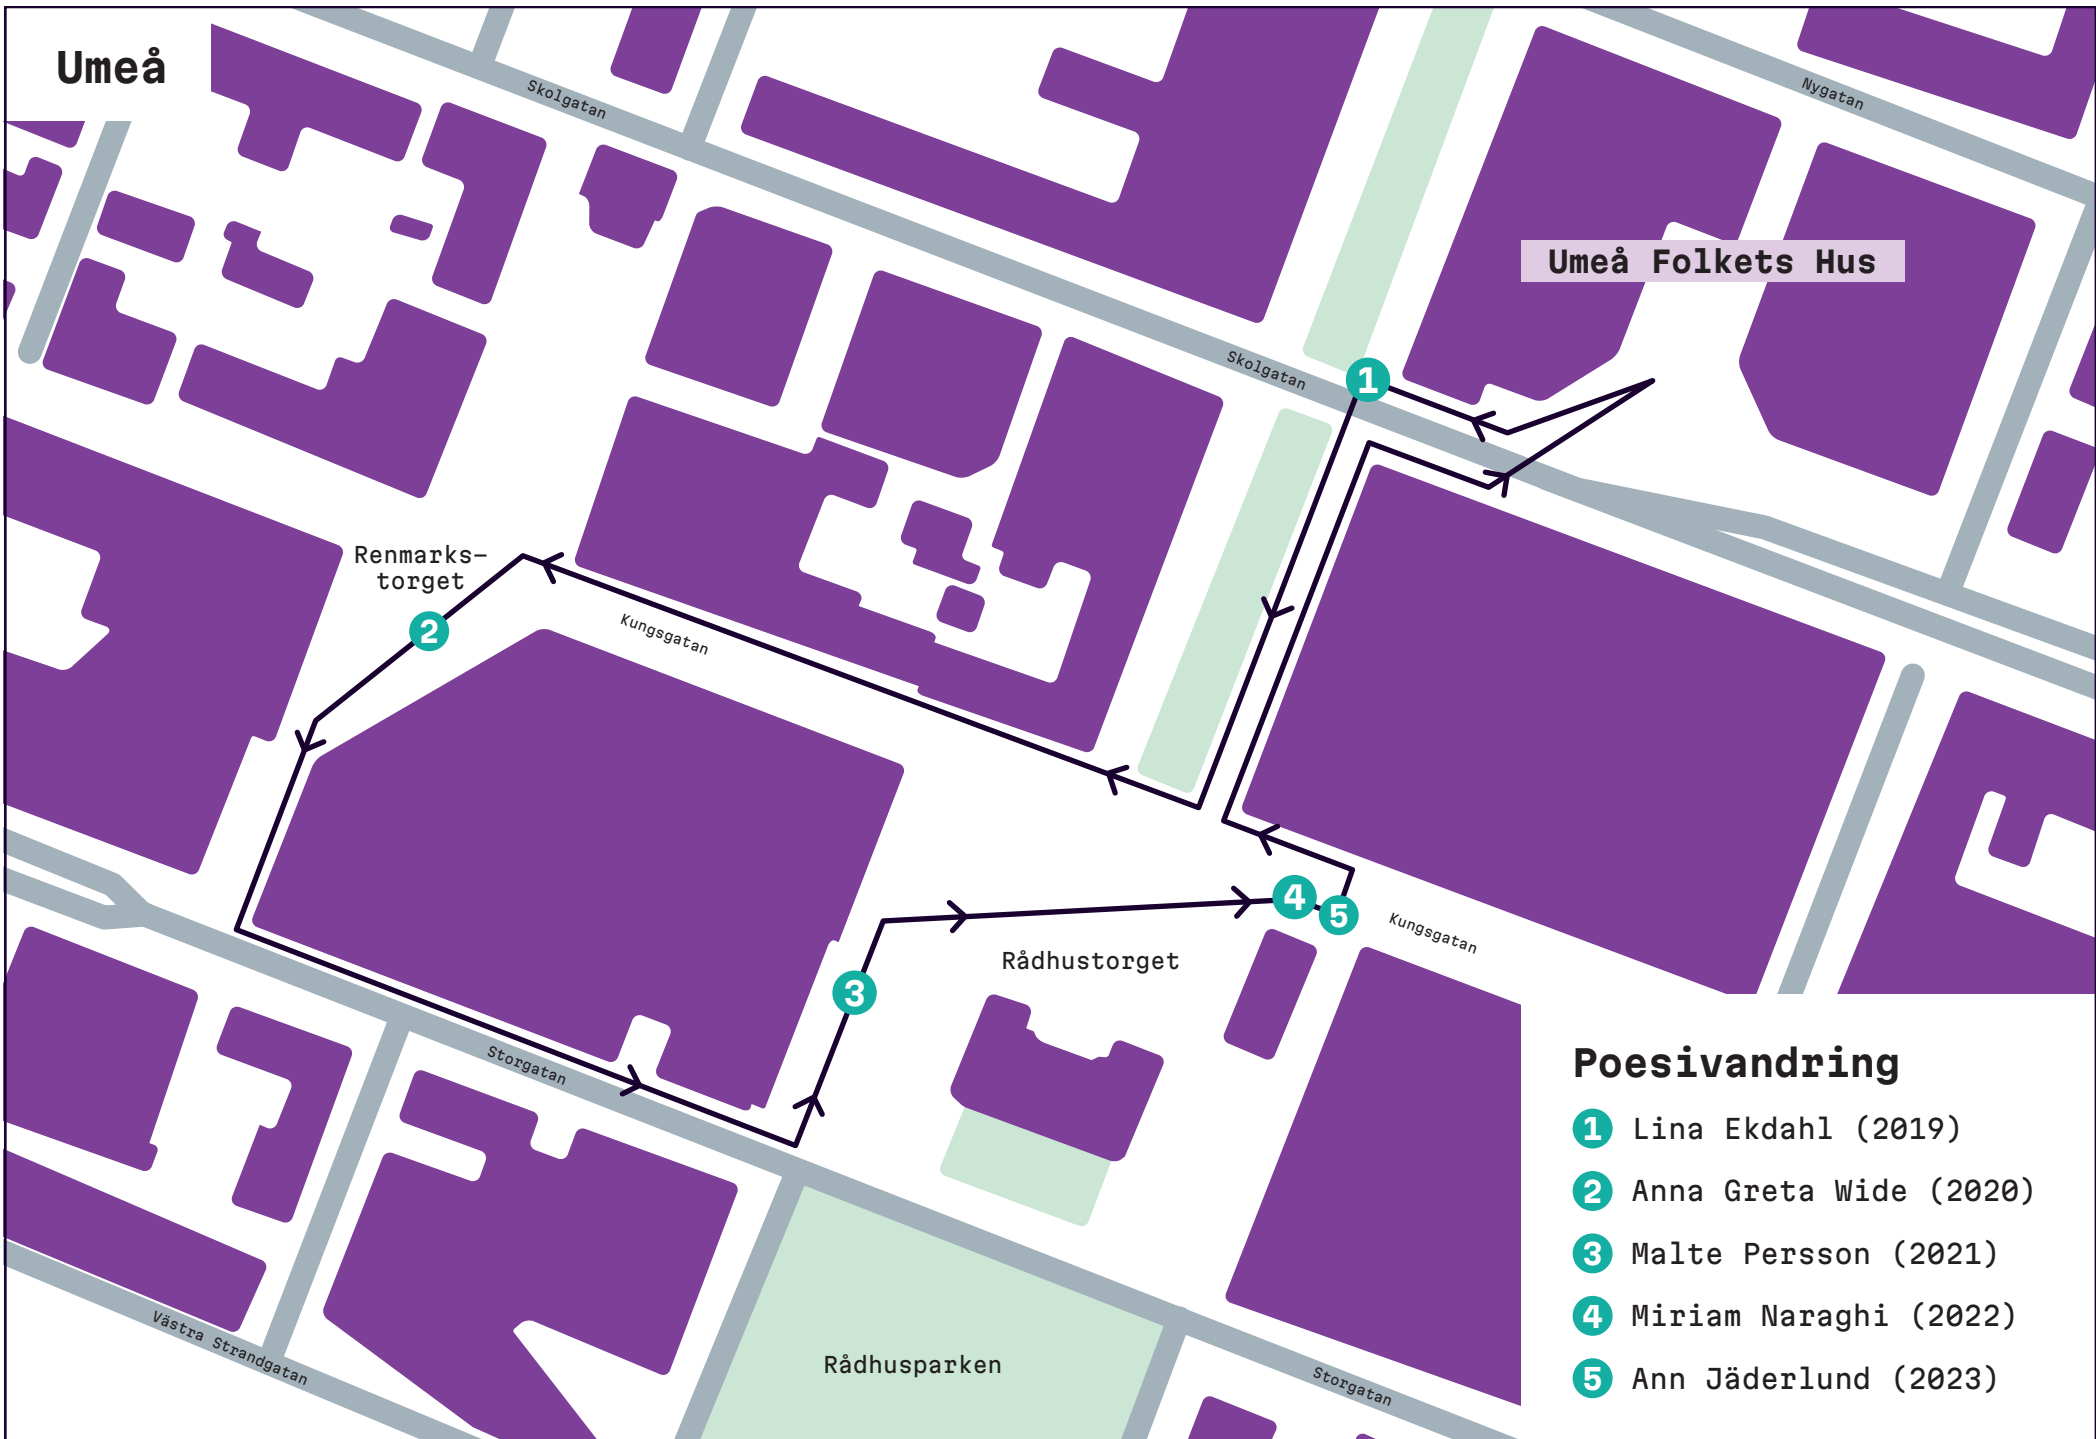 Umeå
Skolgatan
Nygatan
Umeå Folkets Hus
Skolgatan
1
Renmarks–
torget
2
Kungsgatan
4
5
Kungsgatan
Rådhustorget
3
Storgatan
Västra Strandgatan
Rådhusparken
Storgatan
Poesivandring
1 Lina Ekdahl (2019)
2 Anna Greta Wide (2020)
3 Malte Persson (2021)
4 Miriam Naraghi (2022)
5 Ann Jäderlund (2023)